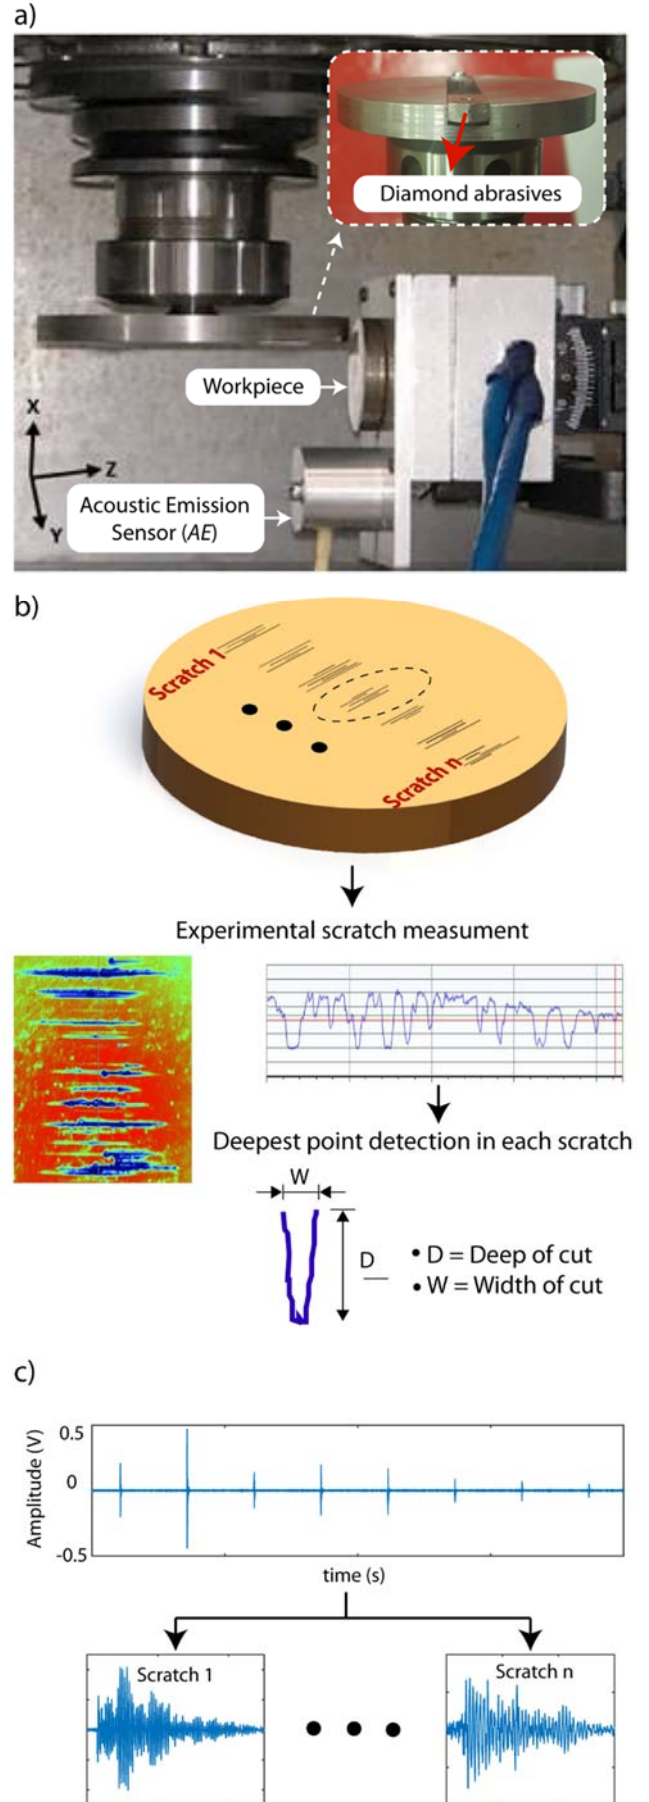 a)
Diamond abrasives
Workpiece
X
Z
Y
Acoustic Emission
Sensor (AE)
b)
Scratch 1
Scratch n
Experimental scratch measument
Deepest point detection in each scratch
W
D
• D = Deep of cut
• W = Width of cut
c)
Amplitude (V)
0.5
0
-0.5
time (s)
Scratch 1
Scratch n